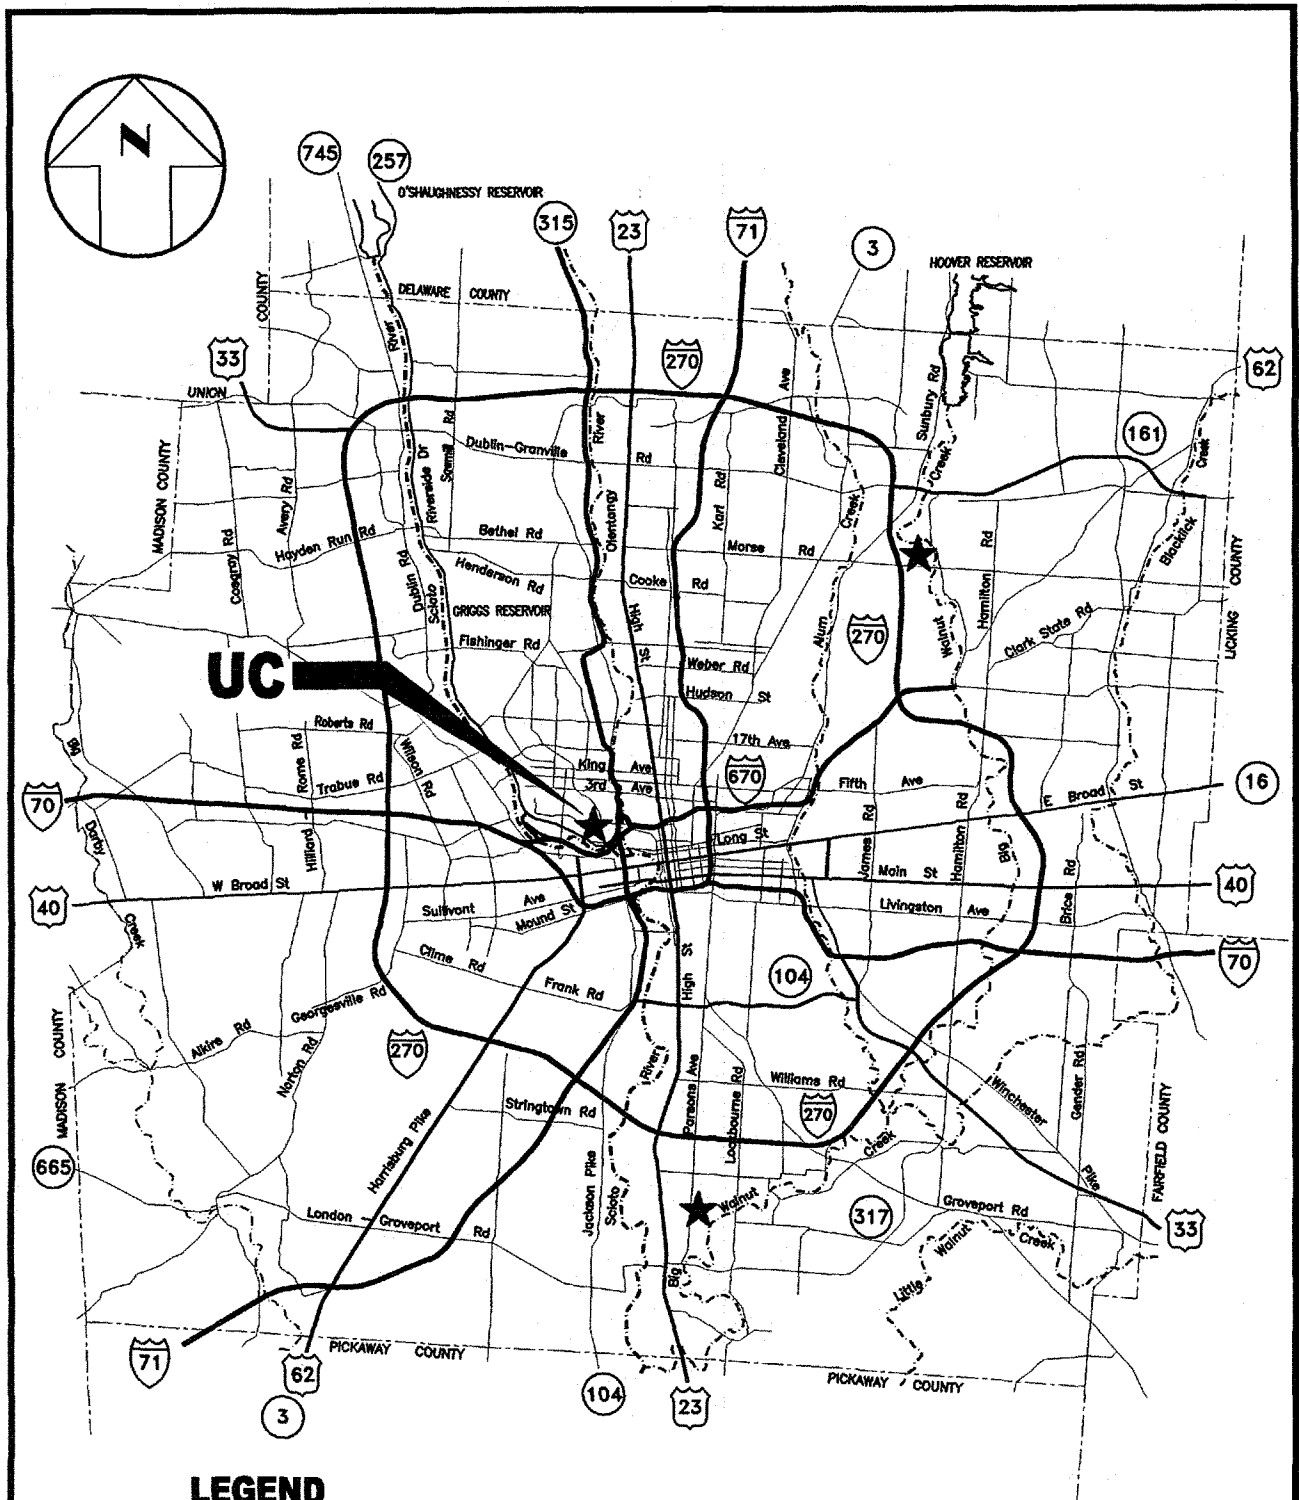 N
745
257
O'SHAUGHNESSY RESERVOIR
315
23
71
3
HOOVER RESERVOIR
COUNTY
DELAWARE COUNTY
River
33
270
62
UNION
Cleveland Ave
Sunbury Rd
161
Dublin-Granville Rd
River
Sawmill Rd
Riverside Dr
MADISON COUNTY
Creek
Creek
Avery Rd
Karl Rd
Olentangy
Creek
Hayden Run Rd
Bethel Rd
Morse Rd
Blacklick
COUNTY
Cosgray Rd
Dublin Rd
Scioto
Henderson Rd
Cooke Rd
Hamilton Rd
GRIGGS RESERVOIR
High St
Alum
270
Walnut
Clark State Rd
LICKING
Fishinger Rd
UC
Weber Rd
Hudson St
Roberts Rd
Rome Rd
Wilson Rd
17th Ave
Big
King Ave
Trabue Rd
3rd Ave
670
Fifth Ave
E Broad St
16
70
Darby
Hilliard
Long St
James Rd
Hamilton Rd
Big
W Broad St
Main St
40
40
Brice Rd
Sullivant Ave
Mound St
Livingston Ave
Creek
Clime Rd
High St
70
Frank Rd
104
Georgesville Rd
MADISON COUNTY
Alkire Rd
270
Norton Rd
River
Parsons Ave
Lockbourne Rd
Williams Rd
Winchester
Gender Rd
Stringtown Rd
270
Harrisburg Pike
Creek
FAIRFIELD COUNTY
665
Jackson Pike
Scioto
Walnut
Pike
London-Groveport Rd
317
Groveport Rd
33
Walnut
Creek
Big
Little
71
PICKAWAY COUNTY
62
104
23
PICKAWAY COUNTY
3
LEGEND